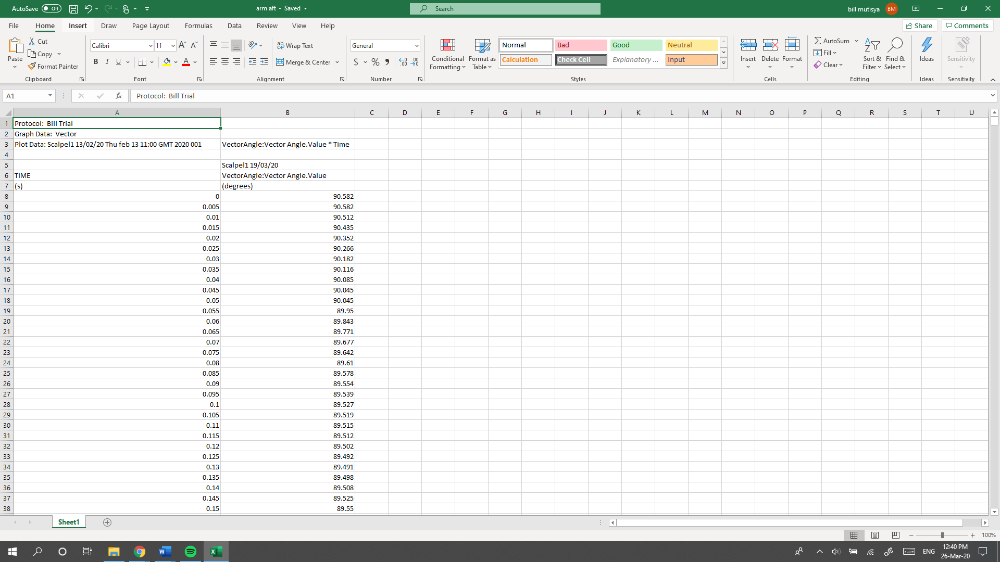 AutoSave Off arm aft - Saved Search bill mutisya BM
File Home Insert Draw Page Layout Formulas Data Review View Help Share Comments
Paste Cut Copy Format Painter Clipboard
Calibri 11 A A B I U A Font
ab Wrap Text Merge & Center Alignment
General $ % Number
Conditional Formatting Format as Table
Normal Bad Good Neutral
Calculation Check Cell Explanatory ... Input
Styles
Insert Delete Format Cells
AutoSum Fill Clear Sort & Filter Find & Select Editing
Ideas Ideas
Sensitivity Sensitivity
A1 fx Protocol: Bill Trial
A B C D E F G H I J K L M N O P Q R S T U
1 Protocol: Bill Trial
2 Graph Data: Vector
3 Plot Data: Scalpel1 13/02/20 Thu feb 13 11:00 GMT 2020 001 VectorAngle:Vector Angle.Value * Time
4
5 Scalpel1 19/03/20
6 TIME VectorAngle:Vector Angle.Value
7 (s) (degrees)
8 0 90.582
9 0.005 90.582
10 0.01 90.512
11 0.015 90.435
12 0.02 90.352
13 0.025 90.266
14 0.03 90.182
15 0.035 90.116
16 0.04 90.085
17 0.045 90.045
18 0.05 90.045
19 0.055 89.95
20 0.06 89.843
21 0.065 89.771
22 0.07 89.677
23 0.075 89.642
24 0.08 89.61
25 0.085 89.578
26 0.09 89.554
27 0.095 89.539
28 0.1 89.527
29 0.105 89.519
30 0.11 89.515
31 0.115 89.512
32 0.12 89.502
33 0.125 89.492
34 0.13 89.491
35 0.135 89.498
36 0.14 89.508
37 0.145 89.525
38 0.15 89.55
Sheet1
100%
ENG 12:40 PM
26-Mar-20